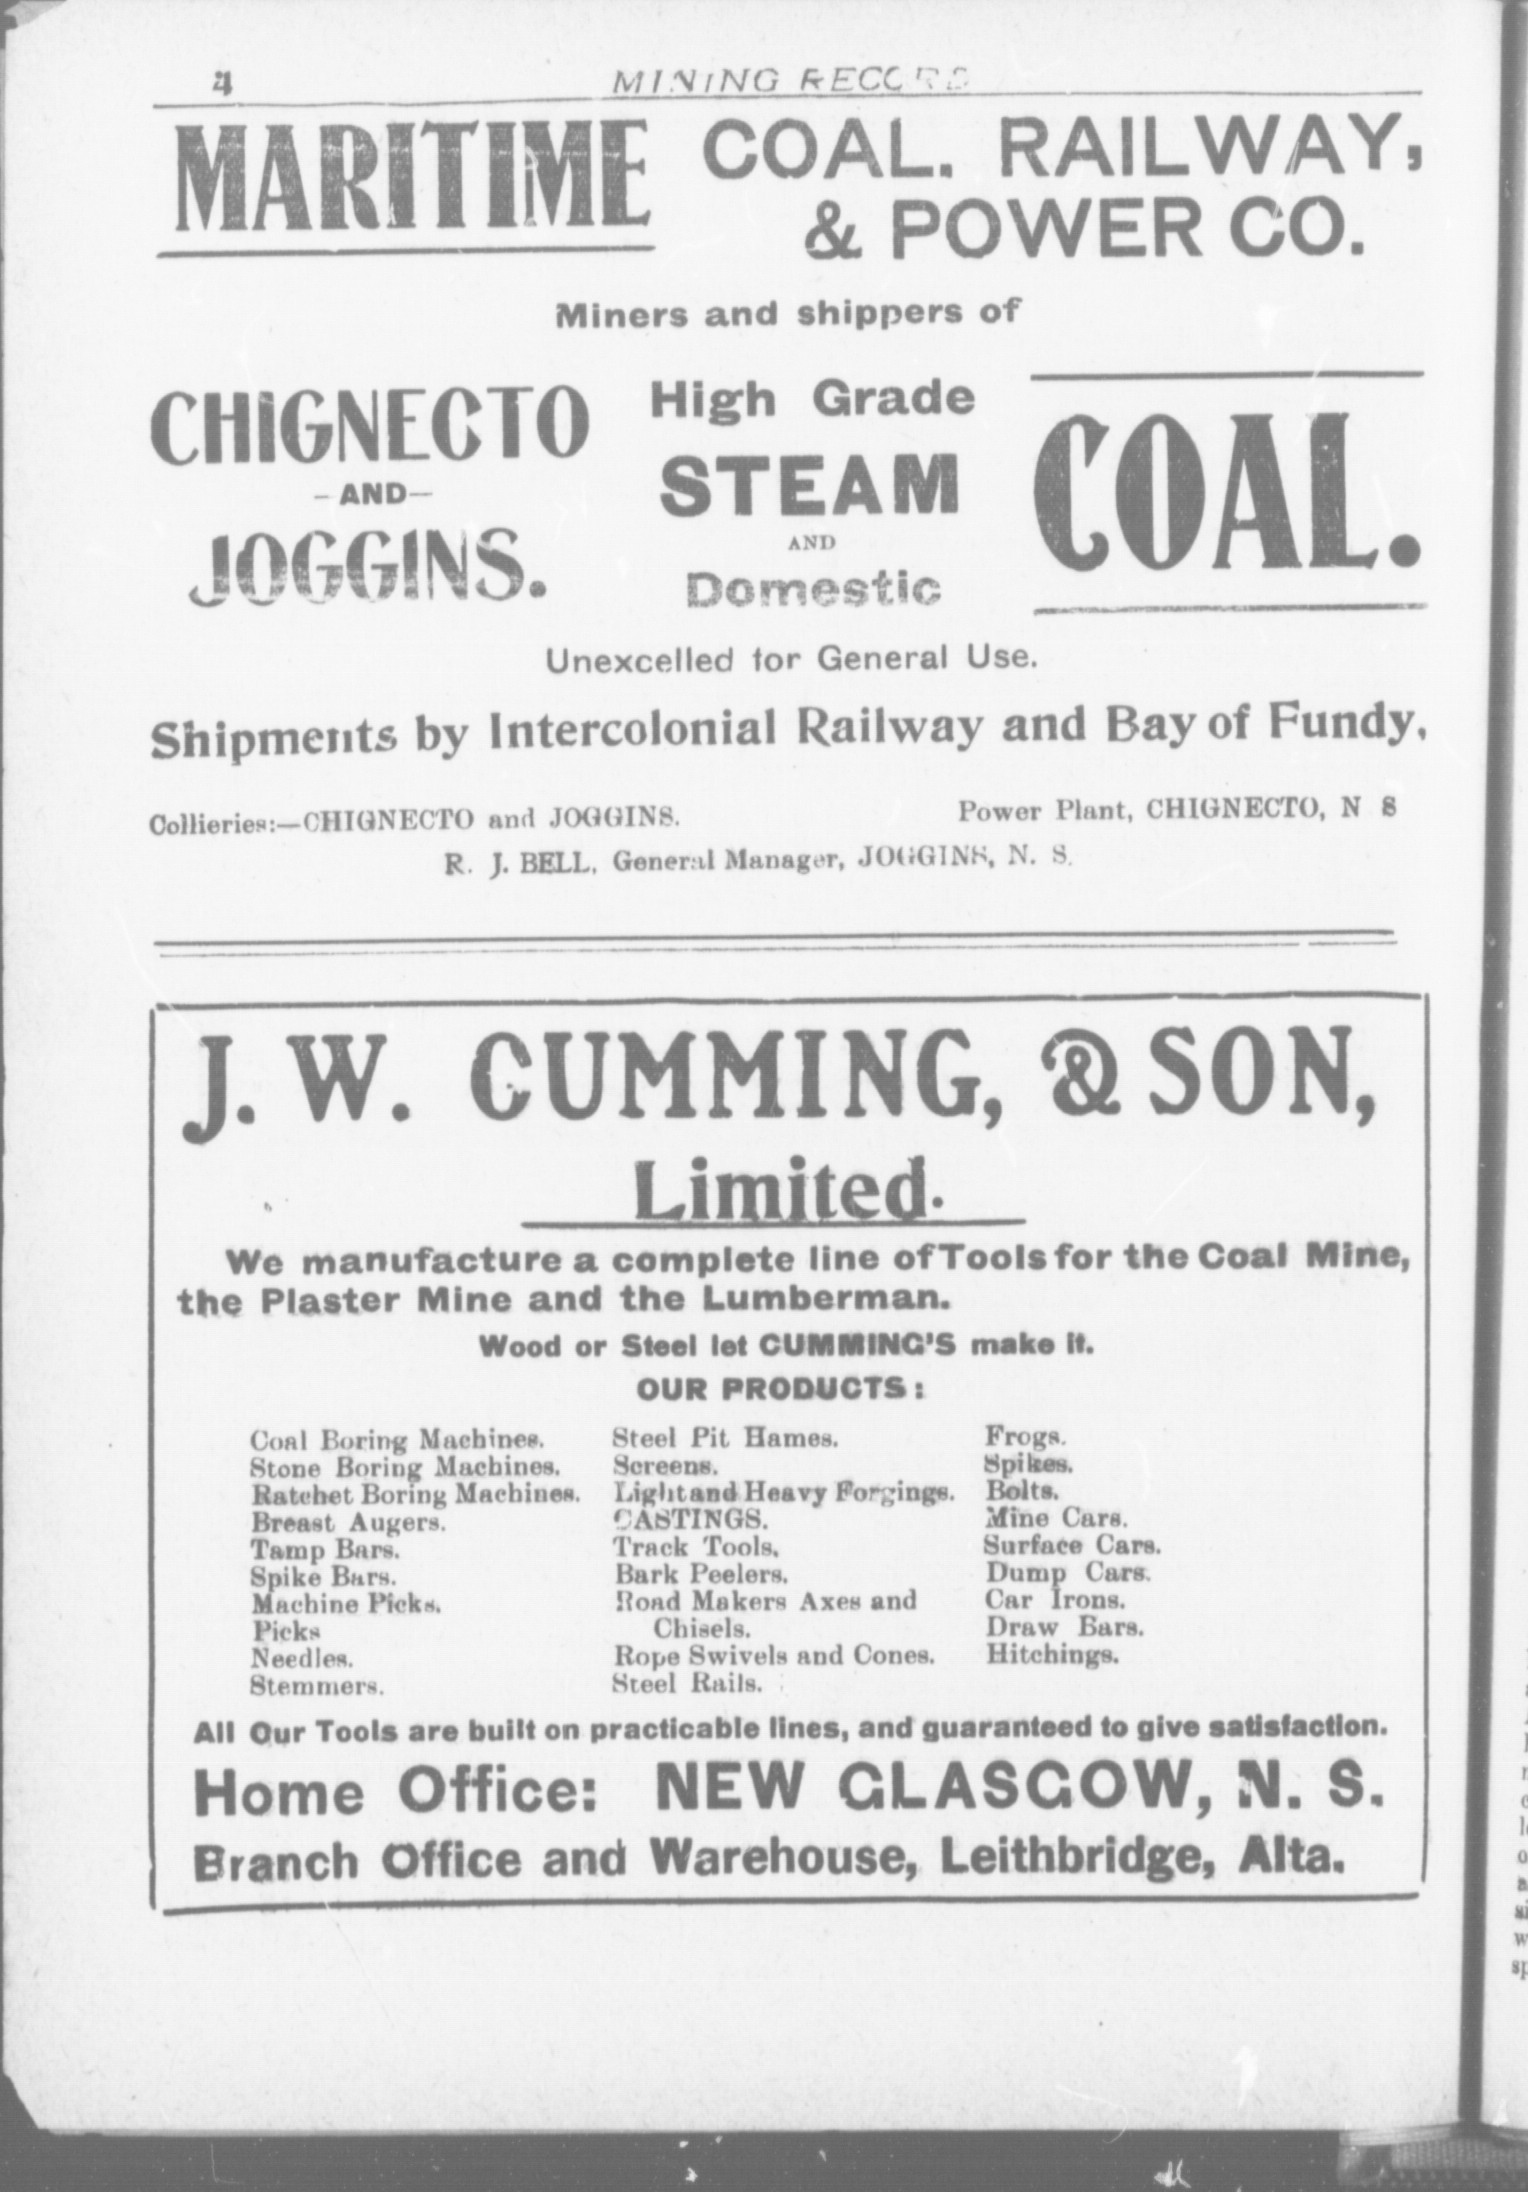 4 MINING RECORD
MARITIME COAL. RAILWAY,
& POWER CO.
Miners and shippers of
CHIGNECTO
-AND-
JOGGINS.
High Grade
STEAM
AND
Domestic
COAL.
Unexcelled for General Use.
Shipments by Intercolonial Railway and Bay of Fundy,
Collieries:—CHIGNECTO and JOGGINS. Power Plant, CHIGNECTO, N S
R. J. BELL, General Manager, JOGGINS, N. S.
J. W. CUMMING, & SON,
Limited.
We manufacture a complete line of Tools for the Coal Mine,
the Plaster Mine and the Lumberman.
Wood or Steel let CUMMING'S make it.
OUR PRODUCTS:
Coal Boring Machines.
Stone Boring Machines.
Ratchet Boring Machines.
Breast Augers.
Tamp Bars.
Spike Bars.
Machine Picks.
Picks
Needles.
Stemmers.
Steel Pit Hames.
Screens.
Light and Heavy Forgings.
CASTINGS.
Track Tools.
Bark Peelers.
Road Makers Axes and
Chisels.
Rope Swivels and Cones.
Steel Rails.
Frogs.
Spikes.
Bolts.
Mine Cars.
Surface Cars.
Dump Cars.
Car Irons.
Draw Bars.
Hitchings.
All Our Tools are built on practicable lines, and guaranteed to give satisfaction.
Home Office: NEW GLASGOW, N. S.
Branch Office and Warehouse, Leithbridge, Alta.